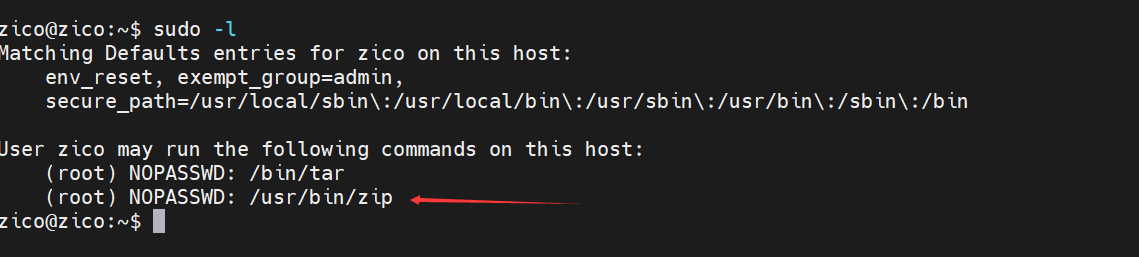 zico@zico:~$ sudo -l
Matching Defaults entries for zico on this host:
    env_reset, exempt_group=admin,
    secure_path=/usr/local/sbin\:/usr/local/bin\:/usr/sbin\:/usr/bin\:/sbin\:/bin

User zico may run the following commands on this host:
    (root) NOPASSWD: /bin/tar
    (root) NOPASSWD: /usr/bin/zip
zico@zico:~$